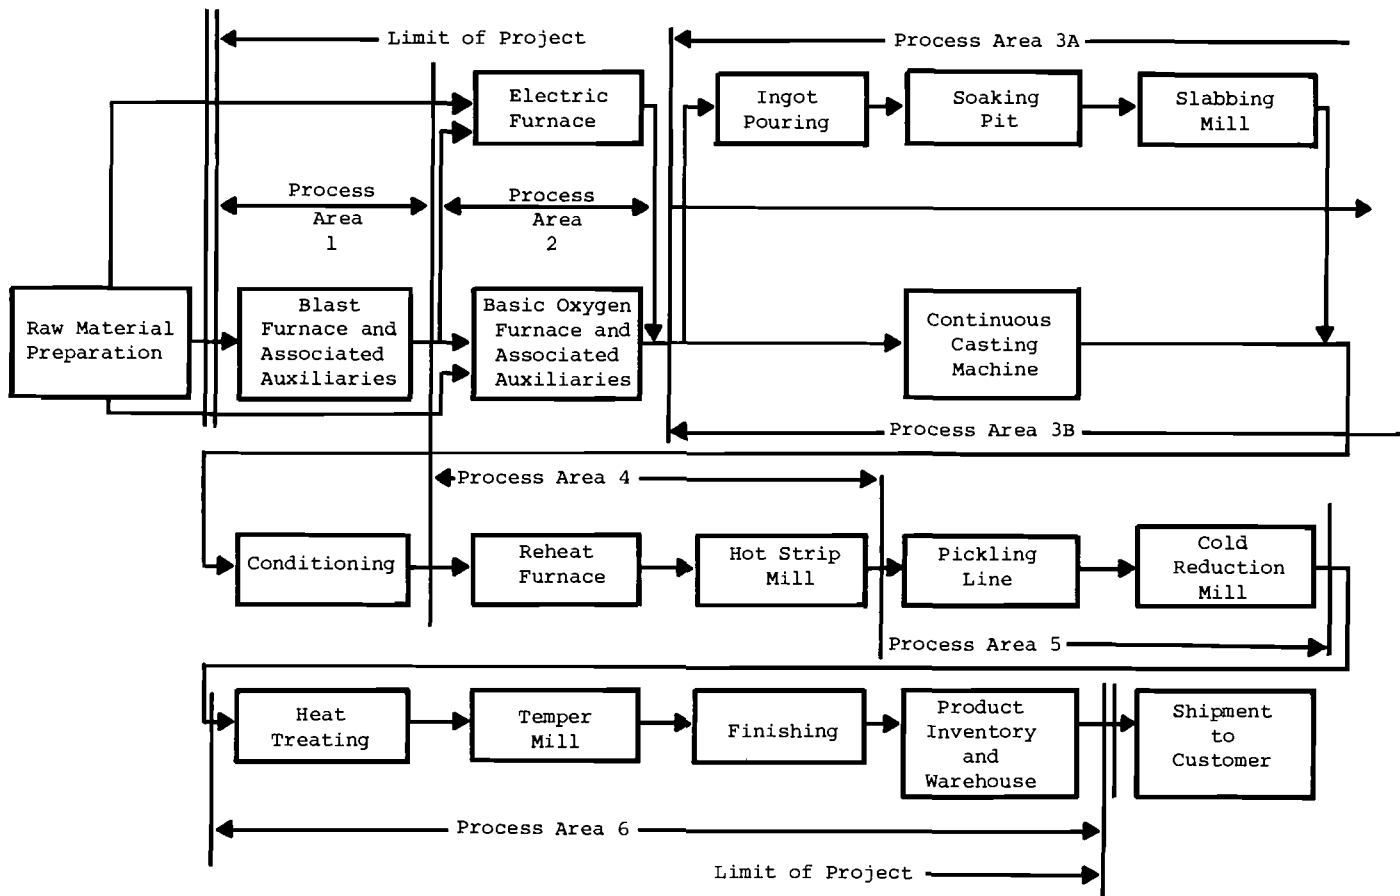 Limit of Project
Process Area 3A
Electric
Furnace
Ingot
Pouring
Soaking
Pit
Slabbing
Mill
Process
Area
1
Process
Area
2
Raw Material
Preparation
Blast
Furnace and
Associated
Auxiliaries
Basic Oxygen
Furnace and
Associated
Auxiliaries
Continuous
Casting
Machine
Process Area 3B
Process Area 4
Conditioning
Reheat
Furnace
Hot Strip
Mill
Pickling
Line
Cold
Reduction
Mill
Process Area 5
Heat
Treating
Temper
Mill
Finishing
Product
Inventory
and
Warehouse
Shipment
to
Customer
Process Area 6
Limit of Project